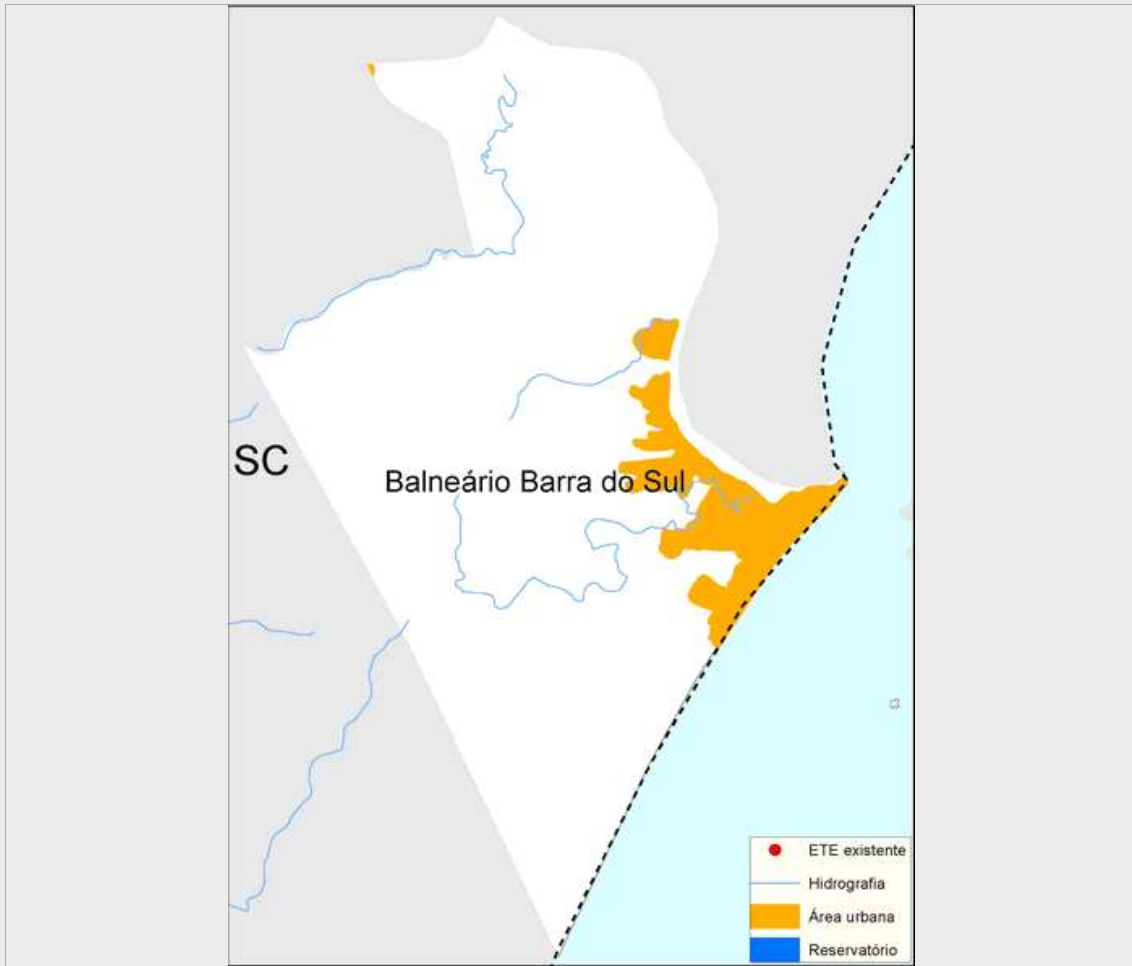 SC
Balneário Barra do Sul
ETE existente
Hidrografia
Área urbana
Reservatório